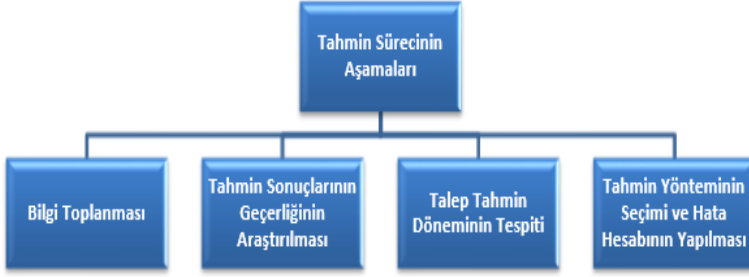 Tahmin Sürecinin
Aşamaları
Bilgi Toplanması
Tahmin Sonuçlarının
Geçerliğinin
Araştırılması
Talep Tahmin
Döneminin Tespiti
Tahmin Yönteminin
Seçimi ve Hata
Hesabının Yapılması